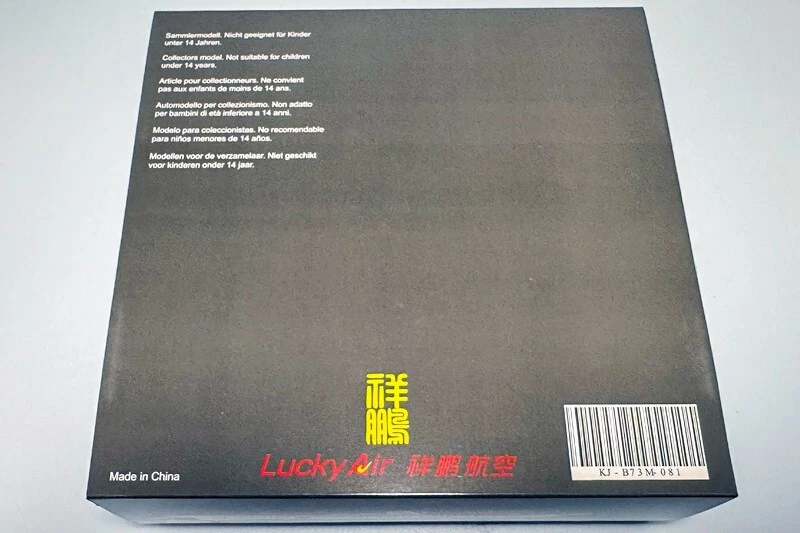 Sammlermodell. Nicht geeignet für Kinder
unter 14 Jahren.
Collectors model. Not suitable for children
under 14 years.
Article pour collectionneurs. Ne convient
pas aux enfants de moins de 14 ans.
Automodello per collezionismo. Non adatto
per bambini di età inferiore a 14 anni.
Modelo para coleccionistas. No recomendable
para niños menores de 14 años.
Modellen voor de verzamelaar. Niet geschikt
voor kinderen onder 14 jaar.
祥
鹏
Lucky Air 祥鹏航空
Made in China
KJ-B73M-081